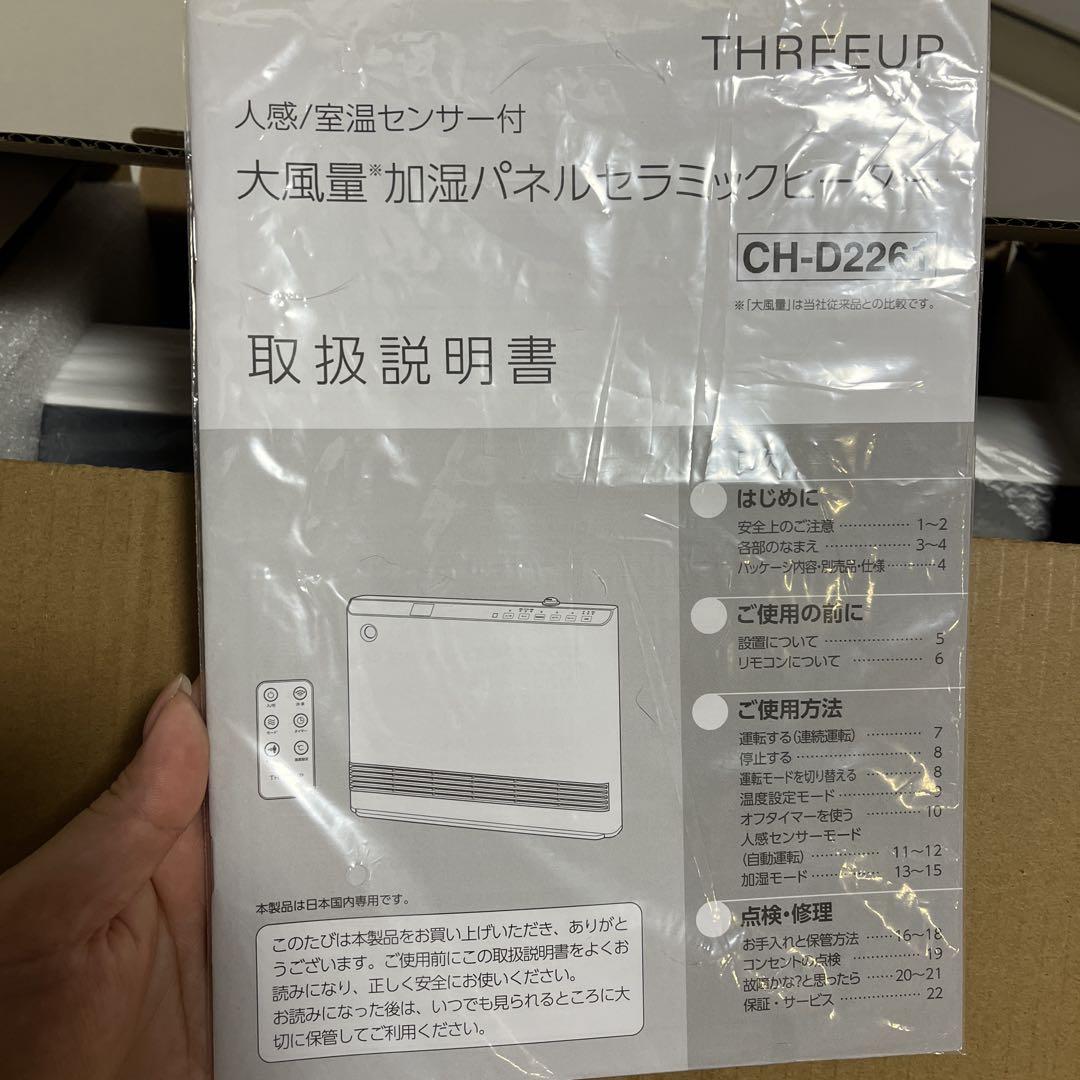 THREEUP
人感/室温センサー付
大風量※加湿パネルセラミックヒーター
CH-D2261
※「大風量」は当社従来品との比較です。
取扱説明書
はじめに
安全上のご注意 ……………… 1〜2
各部のなまえ ……………… 3〜4
パッケージ内容・別売品・仕様 ………… 4
ご使用の前に
設置について …………………… 5
リモコンについて ……………… 6
ご使用方法
運転する(連続運転) ………… 7
停止する …………………… 8
運転モードを切り替える ………… 8
温度設定モード ………………… 9
オフタイマーを使う ………… 10
人感センサーモード
(自動運転) ……………… 11〜12
加湿モード ……………… 13〜15
点検・修理
お手入れと保管方法 ……16〜18
コンセントの点検 ………… 19
故障かな?と思ったら ……20〜21
保証・サービス ………………… 22
入/切
モード
タイマー
温度設定
本製品は日本国内専用です。
このたびは本製品をお買い上げいただき、ありがと
うございます。ご使用前にこの取扱説明書をよくお
読みになり、正しく安全にお使いください。
お読みになった後は、いつでも見られるところに大
切に保管してご利用ください。